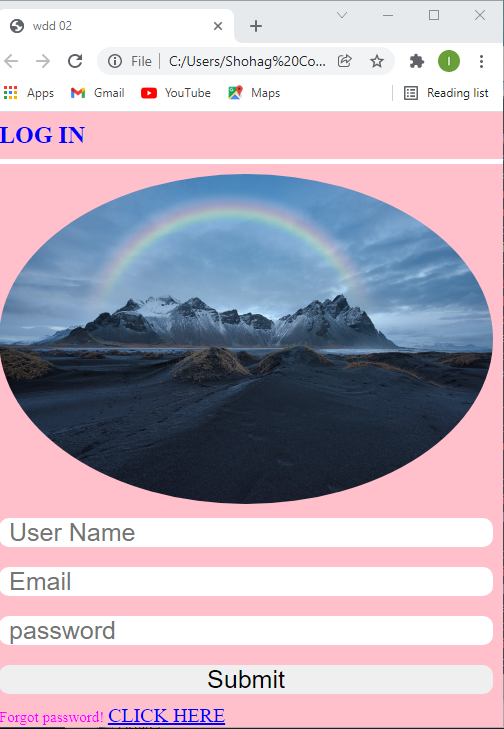 wdd 02
File C:/Users/Shohag%20Co...
I
Apps Gmail YouTube Maps Reading list
LOG IN
User Name
Email
password
Submit
Forgot password! CLICK HERE